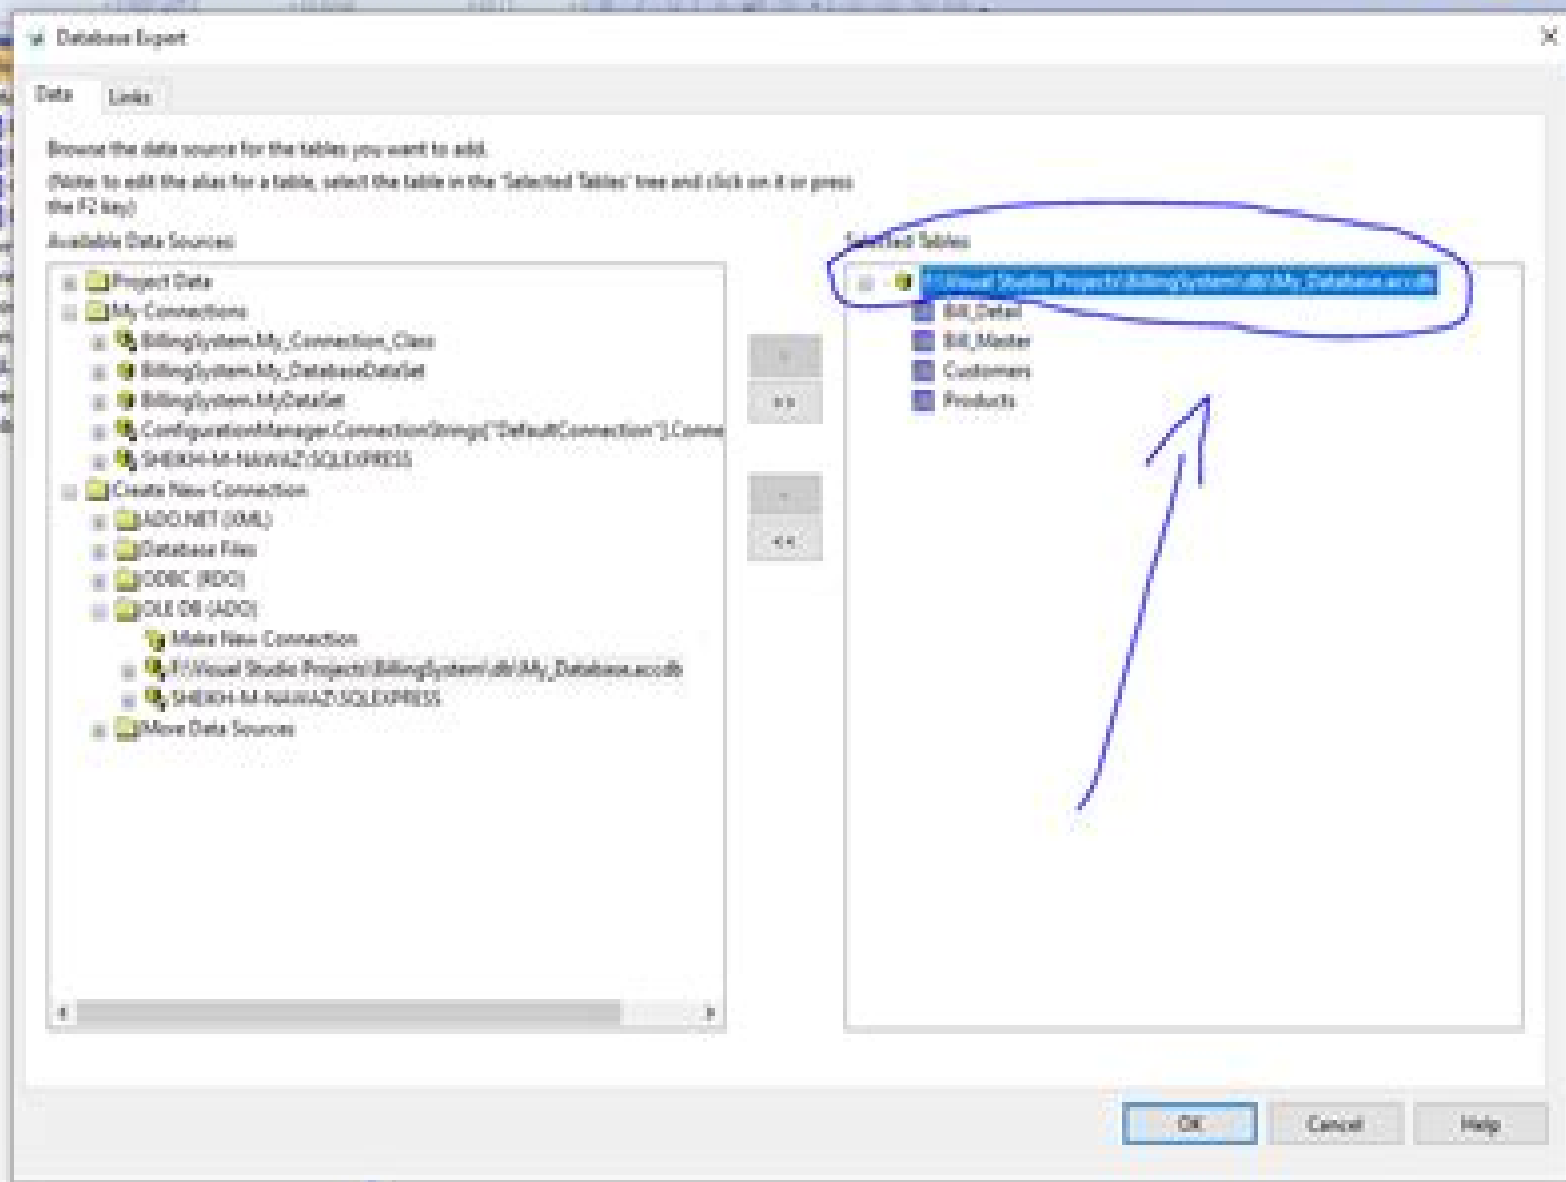 Database Expert
Data
Links
Browse the data source for the tables you want to add.
(Note: to edit the alias for a table, select the table in the 'Selected Tables' tree and click on it or press
the F2 key)
Available Data Sources:
Project Data
My Connections
BillingSystem.My_Connection_Class
BillingSystem.My_DatabaseDataSet
BillingSystem.MyDataSet
ConfigurationManager.ConnectionStrings["DefaultConnection"].Conne
SHEIKH-M-NAWAZ\SQLEXPRESS
Create New Connection
ADO.NET (XML)
Database Files
ODBC (RDO)
OLE DB (ADO)
Make New Connection
F:\Visual Studio Projects\BillingSystem\db\My_Database.accdb
SHEIKH-M-NAWAZ\SQLEXPRESS
More Data Sources
>
>>
<
<<
Selected Tables:
F:\Visual Studio Projects\BillingSystem\db\My_Database.accdb
Bill_Detail
Bill_Master
Customers
Products
OK
Cancel
Help